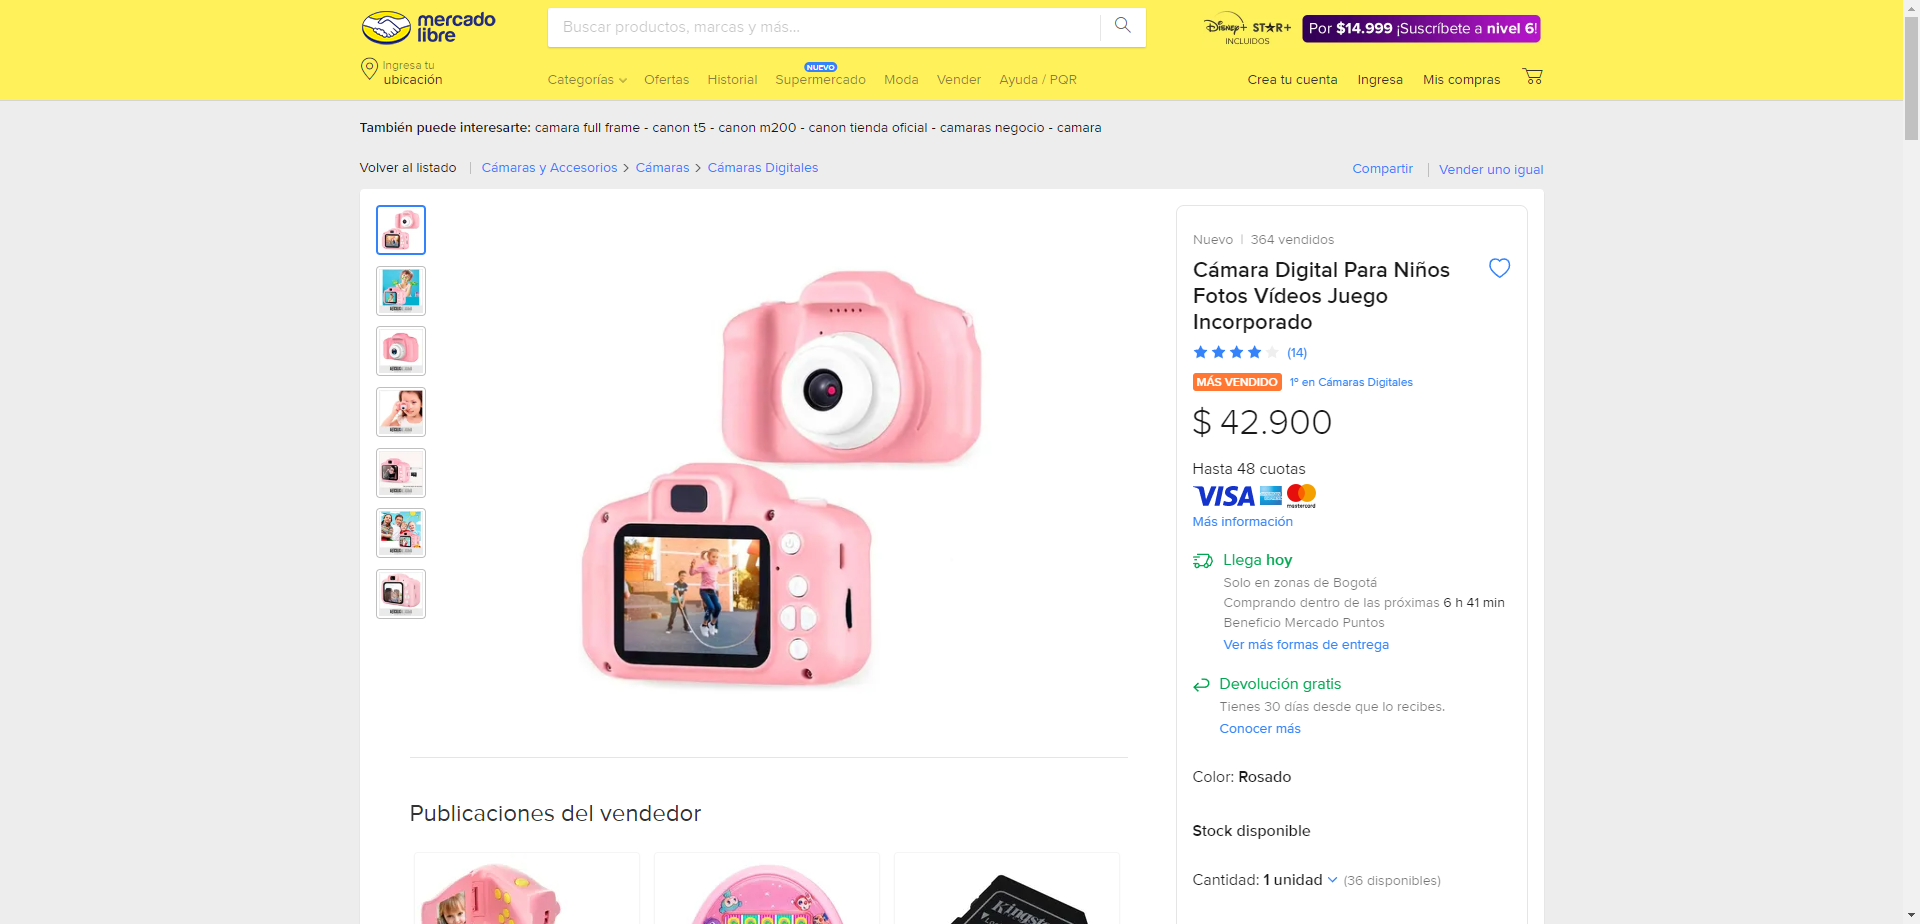 mercado
libre
Buscar productos, marcas y más...
Disney+ STAR+
INCLUIDOS
Por $14.999 ¡Suscríbete a nivel 6!
Ingresa tu
ubicación
Categorías
Ofertas
Historial
NUEVO
Supermercado
Moda
Vender
Ayuda / PQR
Crea tu cuenta
Ingresa
Mis compras
También puede interesarte: camara full frame - canon t5 - canon m200 - canon tienda oficial - camaras negocio - camara
Volver al listado | Cámaras y Accesorios > Cámaras > Cámaras Digitales
Compartir | Vender uno igual
Nuevo | 364 vendidos
Cámara Digital Para Niños
Fotos Vídeos Juego
Incorporado
(14)
MÁS VENDIDO 1º en Cámaras Digitales
$ 42.900
Hasta 48 cuotas
VISA
mastercard
Más información
Llega hoy
Solo en zonas de Bogotá
Comprando dentro de las próximas 6 h 41 min
Beneficio Mercado Puntos
Ver más formas de entrega
Devolución gratis
Tienes 30 días desde que lo recibes.
Conocer más
Color: Rosado
Stock disponible
Cantidad: 1 unidad (36 disponibles)
Publicaciones del vendedor
Kingston